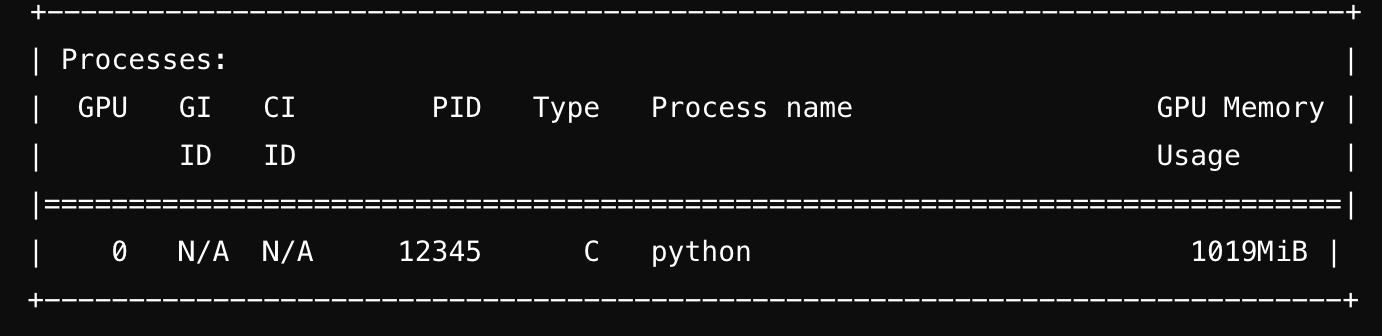 +-----------------------------------------------------------------------------+
| Processes:                                                                  |
|  GPU   GI   CI        PID   Type   Process name                  GPU Memory |
|        ID   ID                                                   Usage      |
|=============================================================================|
|    0   N/A  N/A     12345      C   python                          1019MiB |
+-----------------------------------------------------------------------------+